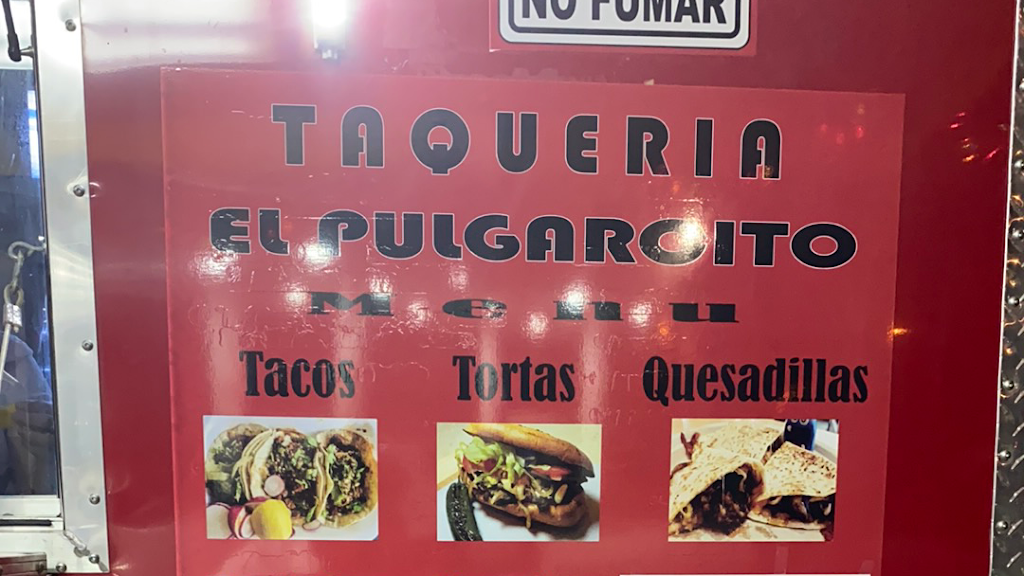 NO FUMAR
TAQUERIA
EL PULGARCITO
Menu
Tacos Tortas Quesadillas